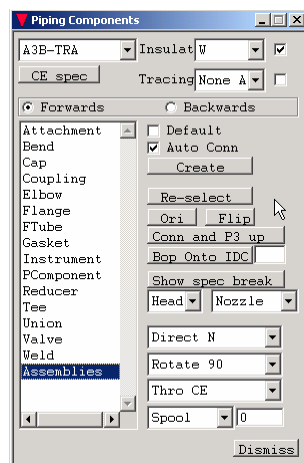 Piping Components
A3B-TRA Insulat W
CE spec Tracing None A
Forwards Backwards
Attachment
Bend
Cap
Coupling
Elbow
Flange
FTube
Gasket
Instrument
PComponent
Reducer
Tee
Union
Valve
Weld
Assemblies
Default
Auto Conn
Create
Re-select
Ori Flip
Conn and P3 up
Bop Onto IDC
Show spec break
Head Nozzle
Direct N
Rotate 90
Thro CE
Spool 0
Dismiss